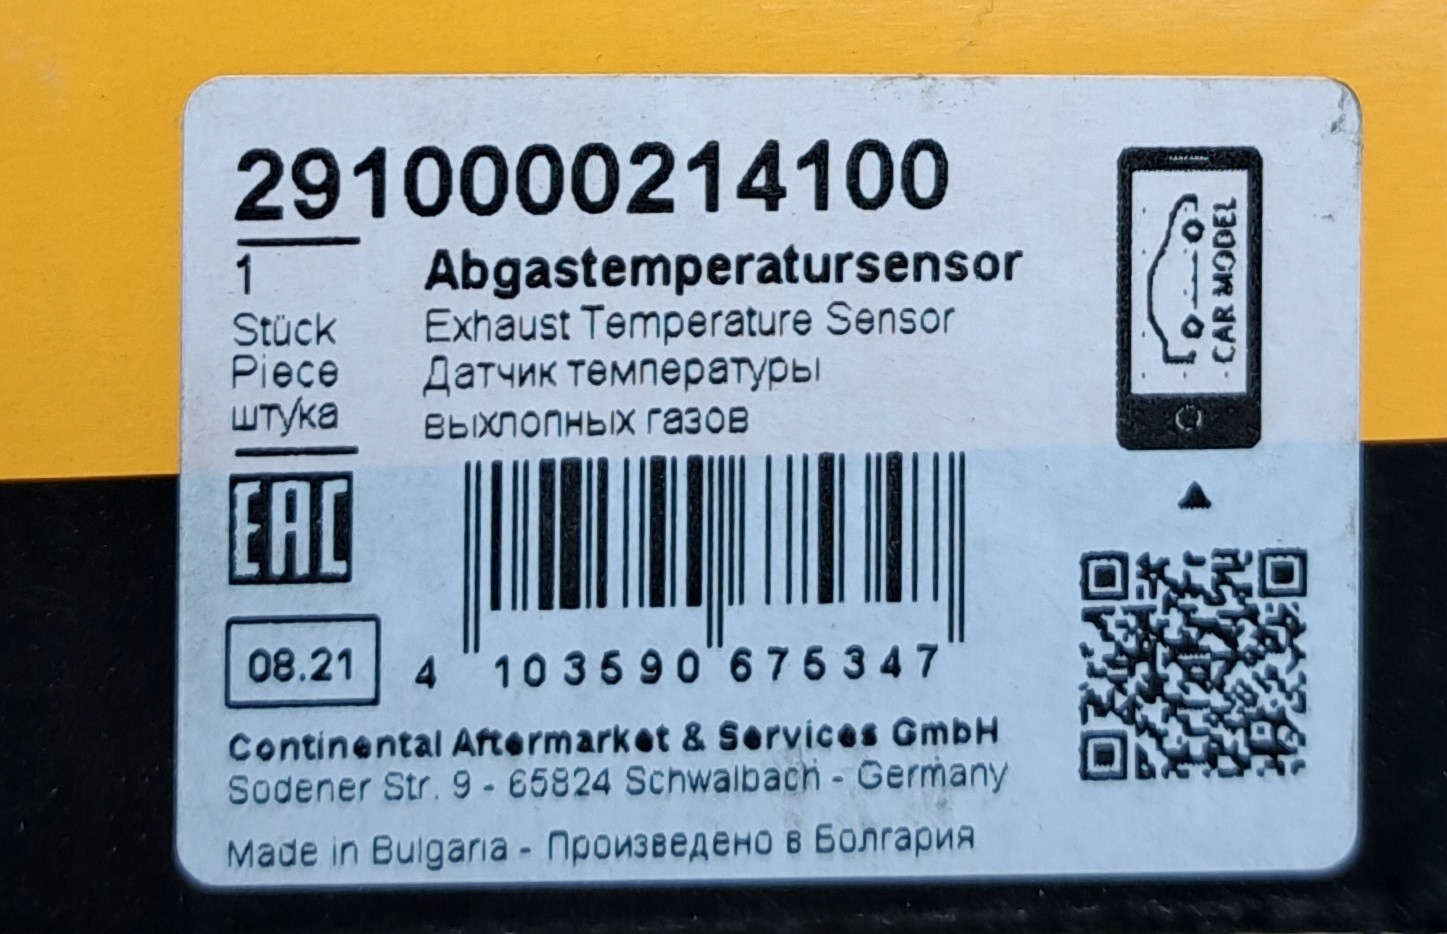 2910000214100
1
Stück
Piece
штука
Abgastemperatursensor
Exhaust Temperature Sensor
Датчик температуры
выхлопных газов
CAR MODEL
EAC
08.21
4 103590 675347
Continental Aftermarket & Services GmbH
Sodener Str. 9 - 65824 Schwalbach - Germany
Made in Bulgaria - Произведено в Болгария